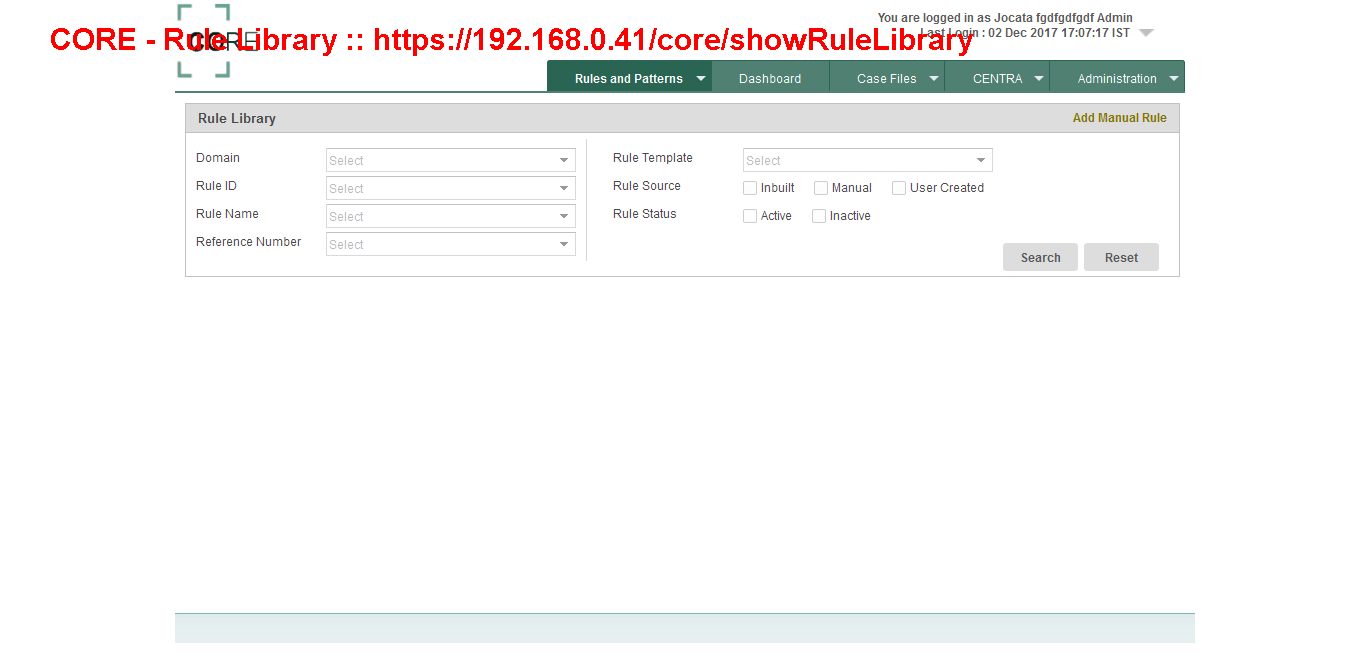 You are logged in as Jocata fgdfgdfgdf Admin
CORE
CORE - Rule Library :: https://192.168.0.41/core/showRuleLibrary
Last Login : 02 Dec 2017 17:07:17 IST
Rules and Patterns Dashboard Case Files CENTRA Administration
Rule Library Add Manual Rule
Domain Select Rule Template Select
Rule ID Select Rule Source Inbuilt Manual User Created
Rule Name Select Rule Status Active Inactive
Reference Number Select
Search Reset